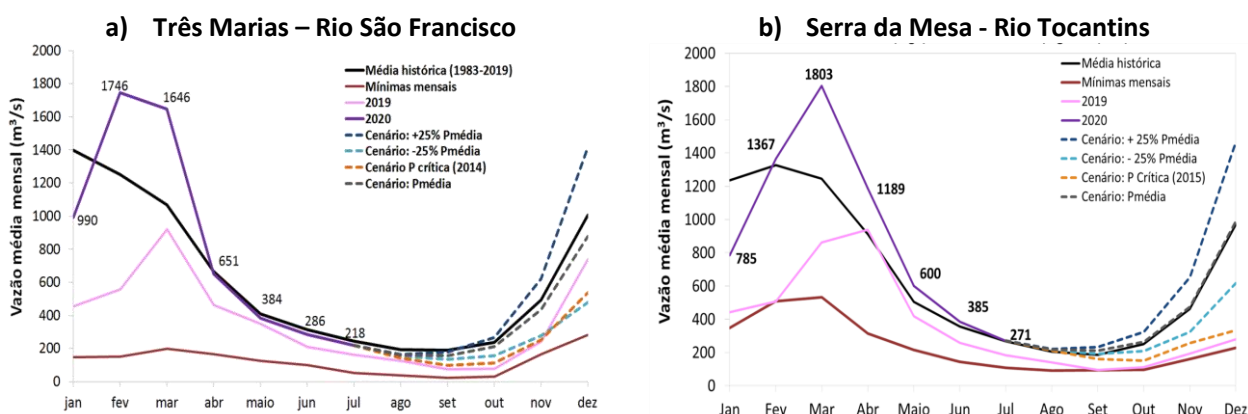 a) Três Marias – Rio São Francisco
Vazão média mensal (m³/s)
2000
1800
1600
1400
1200
1000
800
600
400
200
0
1746
1646
990
651
384
286
218
Média histórica (1983-2019)
Mínimas mensais
2019
2020
Cenário: +25% Pmédia
Cenário: -25% Pmédia
Cenário P crítica (2014)
Cenário: Pmédia
jan fev mar abr maio jun jul ago set out nov dez
b) Serra da Mesa - Rio Tocantins
Vazão média mensal (m³/s)
2000
1800
1600
1400
1200
1000
800
600
400
200
0
1803
1367
1189
785
600
385
271
Média histórica
Mínimas mensais
2019
2020
Cenário: + 25% Pmédia
Cenário: - 25% Pmédia
Cenário: P Crítica (2015)
Cenário: Pmédia
Jan Fev Mar Abr Maio Jun Jul Ago Set Out Nov Dez